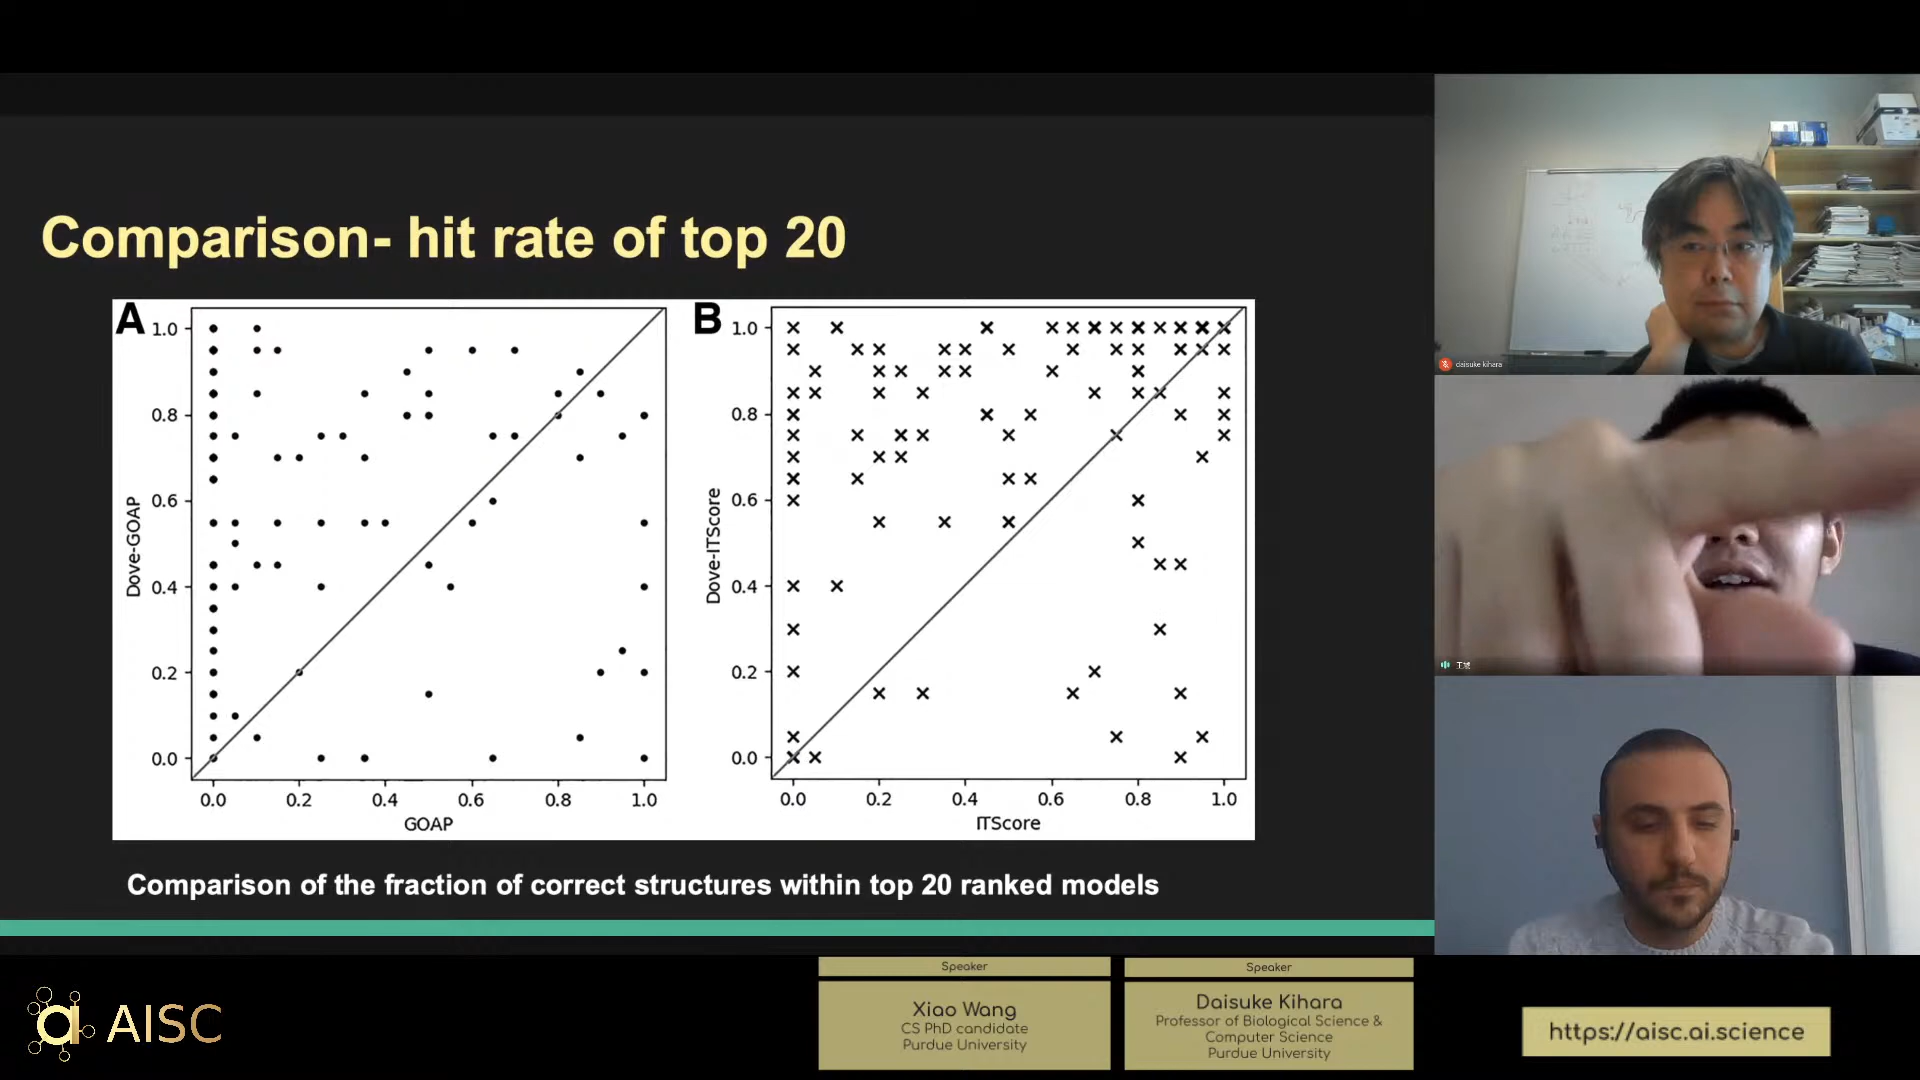 Comparison- hit rate of top 20
A
1.0
0.8
0.6
0.4
0.2
0.0
Dove-GOAP
0.0 0.2 0.4 0.6 0.8 1.0
GOAP
B
1.0
0.8
0.6
0.4
0.2
0.0
Dove-ITScore
0.0 0.2 0.4 0.6 0.8 1.0
ITScore
Comparison of the fraction of correct structures within top 20 ranked models
daisuke kihara
AISC
Speaker
Xiao Wang
CS PhD candidate
Purdue University
Speaker
Daisuke Kihara
Professor of Biological Science &
Computer Science
Purdue University
https://aisc.ai.science